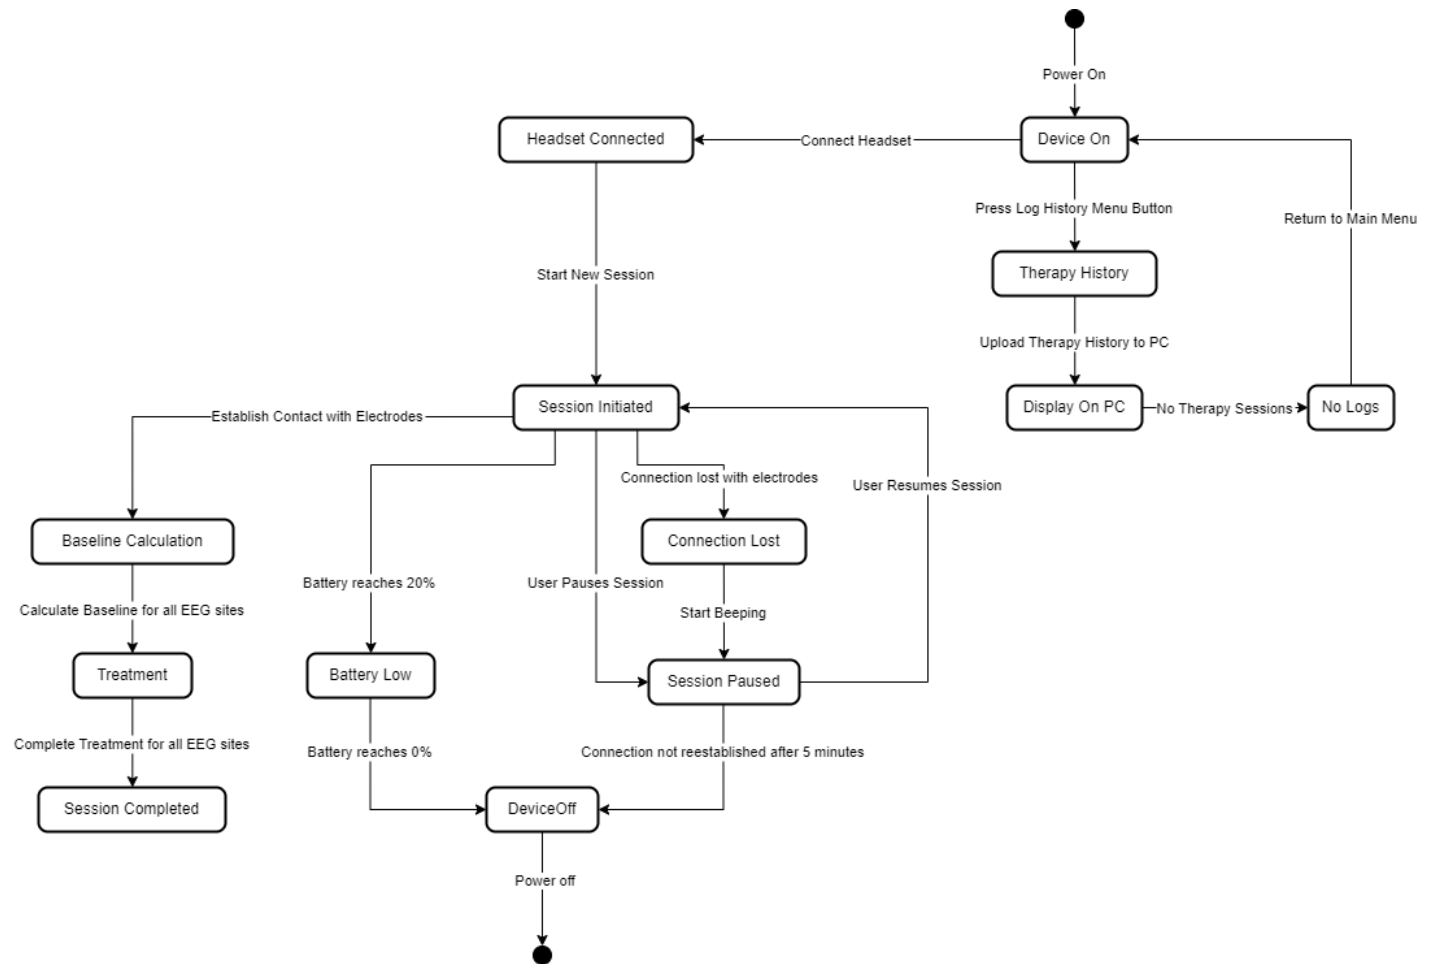 Power On
Headset Connected
Connect Headset
Device On
Press Log History Menu Button
Return to Main Menu
Therapy History
Start New Session
Upload Therapy History to PC
Session Initiated
Display On PC
No Therapy Sessions
No Logs
Establish Contact with Electrodes
Connection lost with electrodes
User Resumes Session
Baseline Calculation
Connection Lost
Battery reaches 20%
User Pauses Session
Calculate Baseline for all EEG sites
Start Beeping
Treatment
Battery Low
Session Paused
Complete Treatment for all EEG sites
Battery reaches 0%
Connection not reestablished after 5 minutes
Session Completed
DeviceOff
Power off